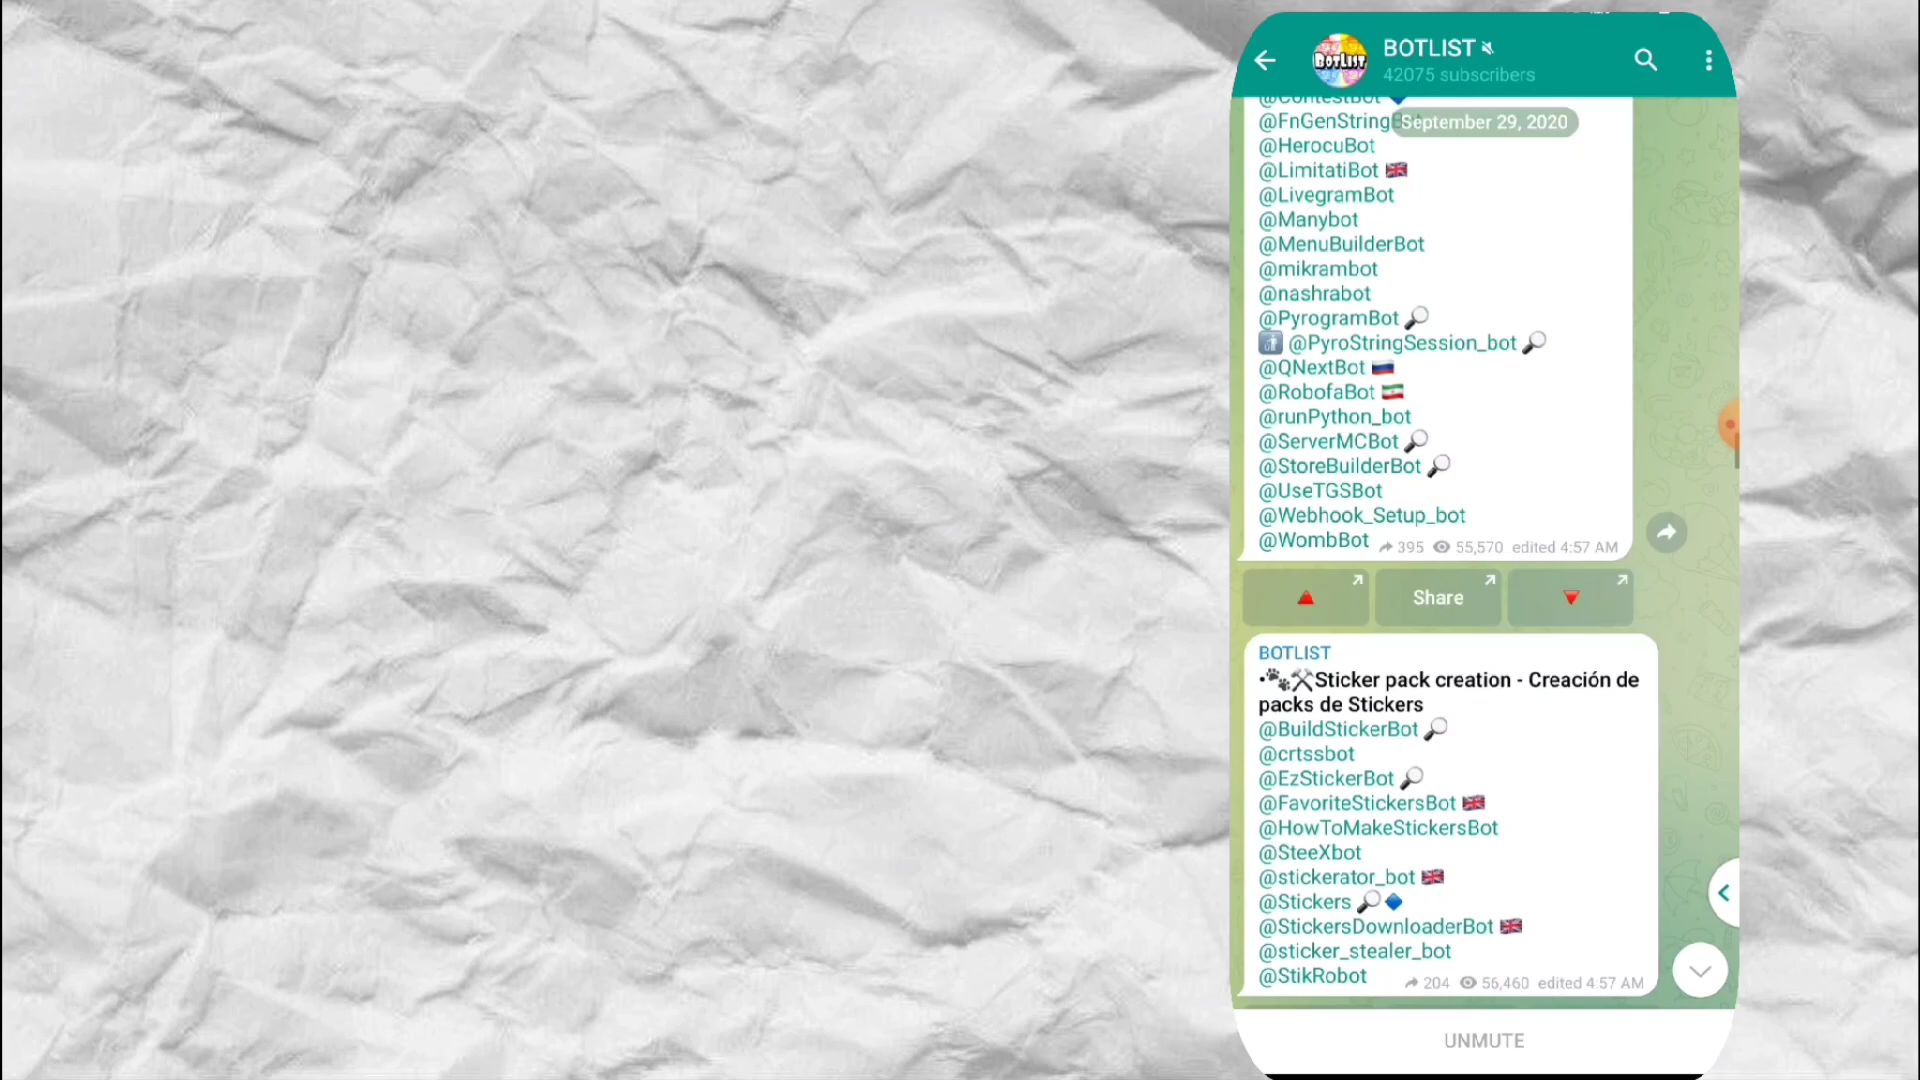 BOTLIST
42075 subscribers
@ContestBot
@FnGenStringB
September 29, 2020
@HerocuBot
@LimitatiBot
@LivegramBot
@Manybot
@MenuBuilderBot
@mikrambot
@nashrabot
@PyrogramBot
@PyroStringSession_bot
@QNextBot
@RobofaBot
@runPython_bot
@ServerMCBot
@StoreBuilderBot
@UseTGSBot
@Webhook_Setup_bot
@WombBot 395 55,570 edited 4:57 AM
Share
BOTLIST
•Sticker pack creation - Creación de
packs de Stickers
@BuildStickerBot
@crtssbot
@EzStickerBot
@FavoriteStickersBot
@HowToMakeStickersBot
@SteeXbot
@stickerator_bot
@Stickers
@StickersDownloaderBot
@sticker_stealer_bot
@StikRobot 204 56,460 edited 4:57 AM
UNMUTE